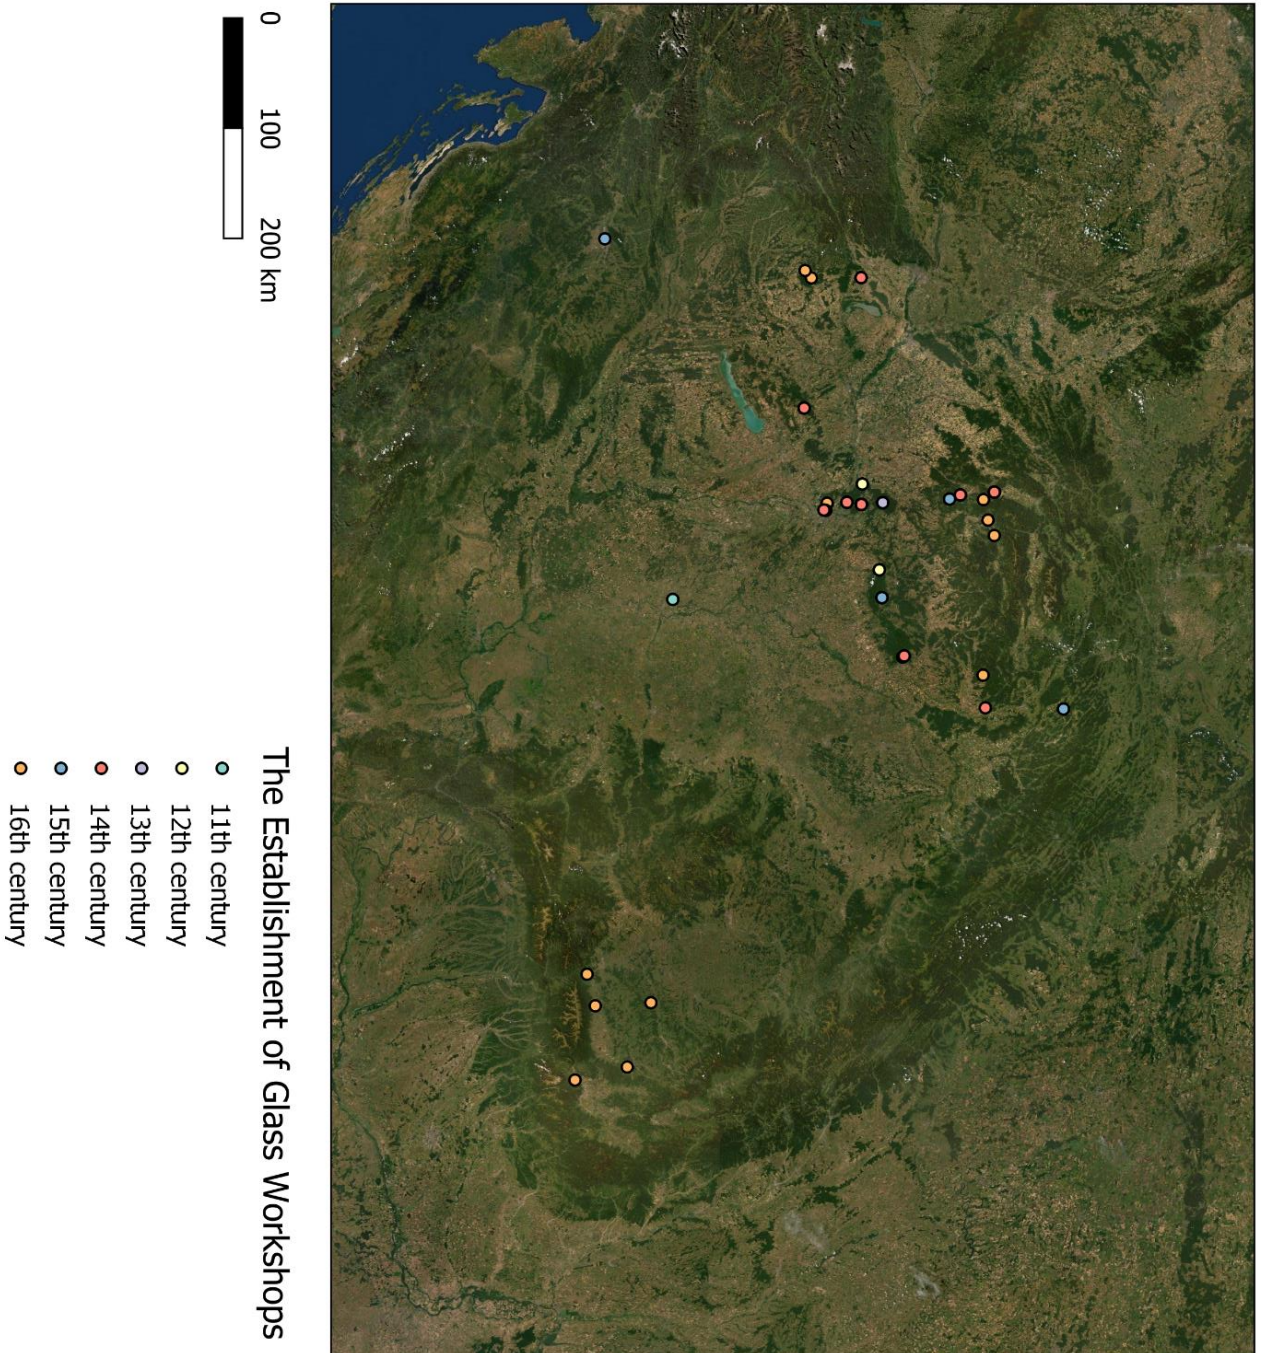 The Establishment of Glass Workshops
11th century
12th century
13th century
14th century
15th century
16th century
0 100 200 km